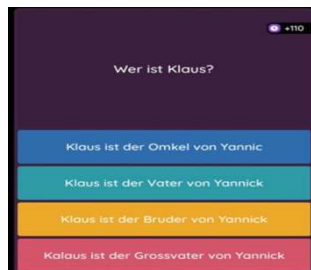 +110
Wer ist Klaus?
Klaus ist der Omkel von Yannic
Klaus ist der Vater von Yannick
Klaus ist der Bruder von Yannick
Kalaus ist der Grossvater von Yannick